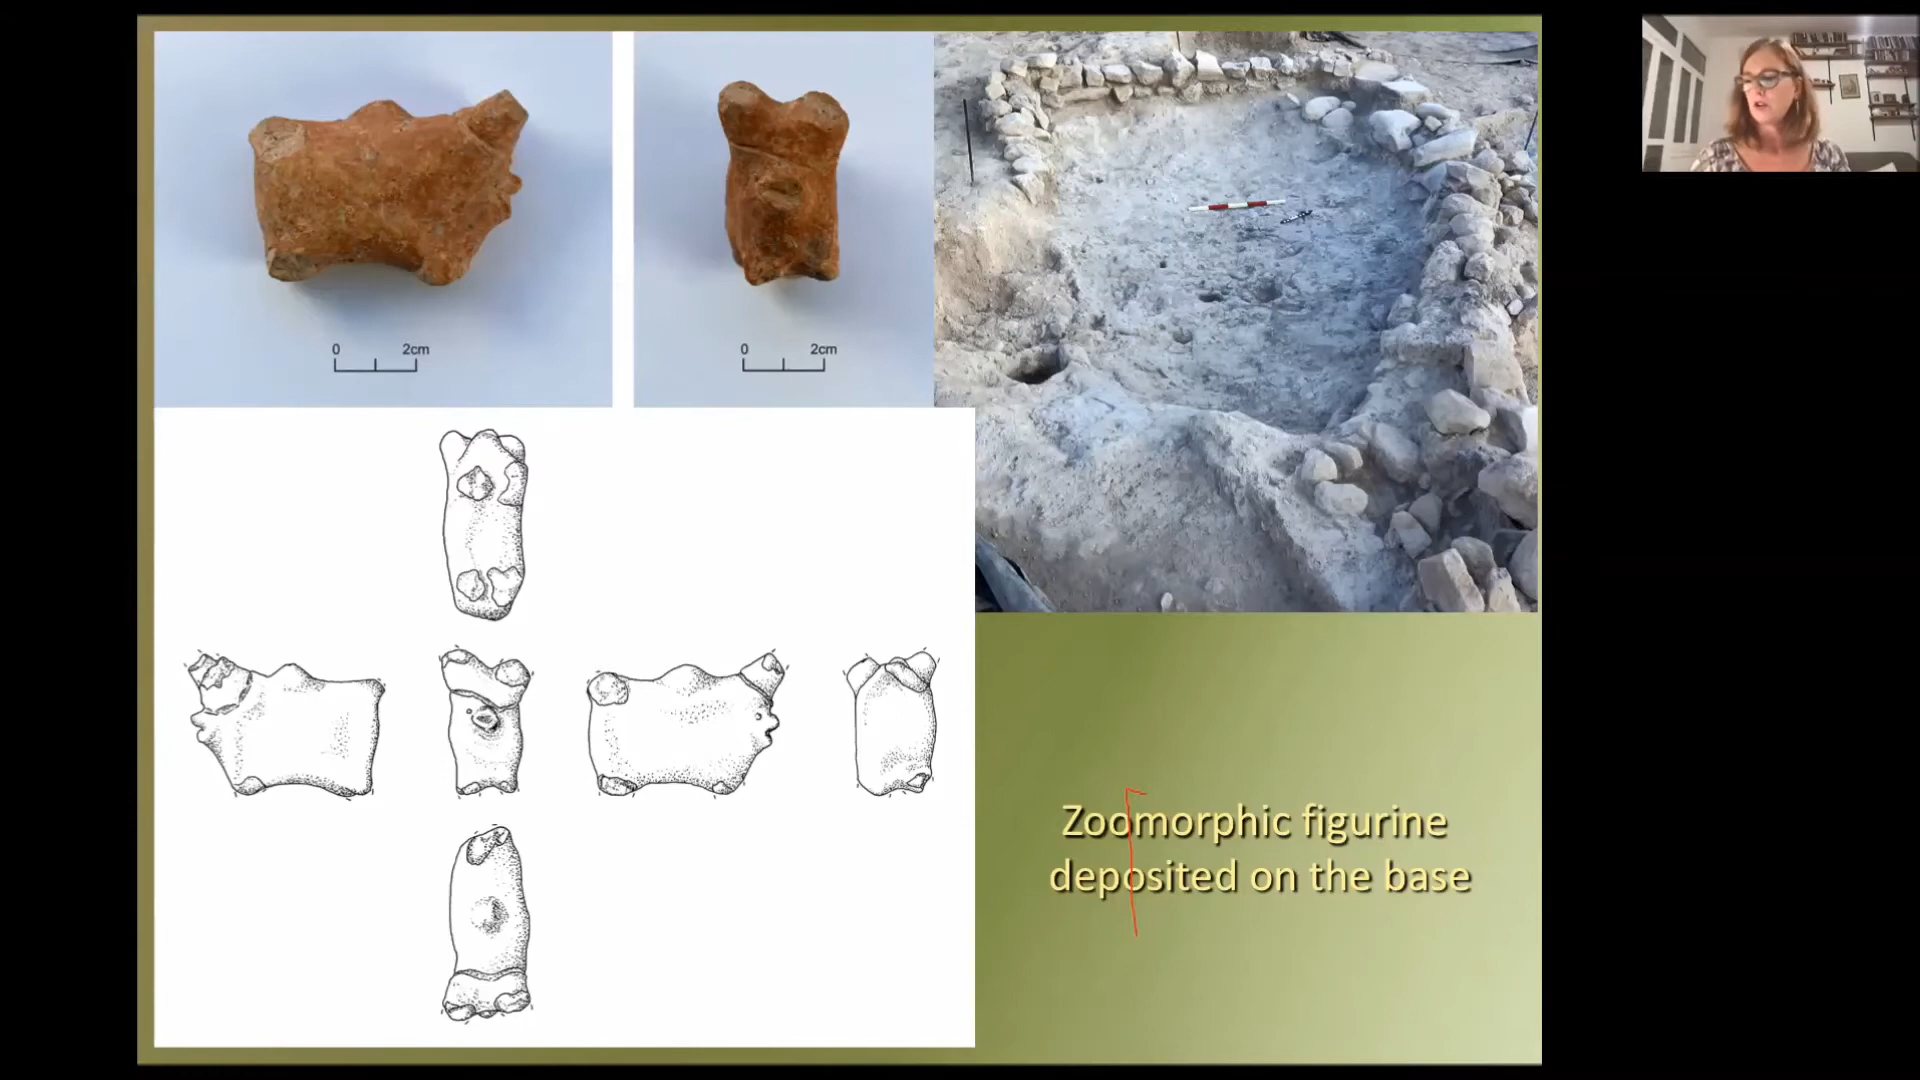 0 2cm
0 2cm
Zoomorphic figurine
deposited on the base